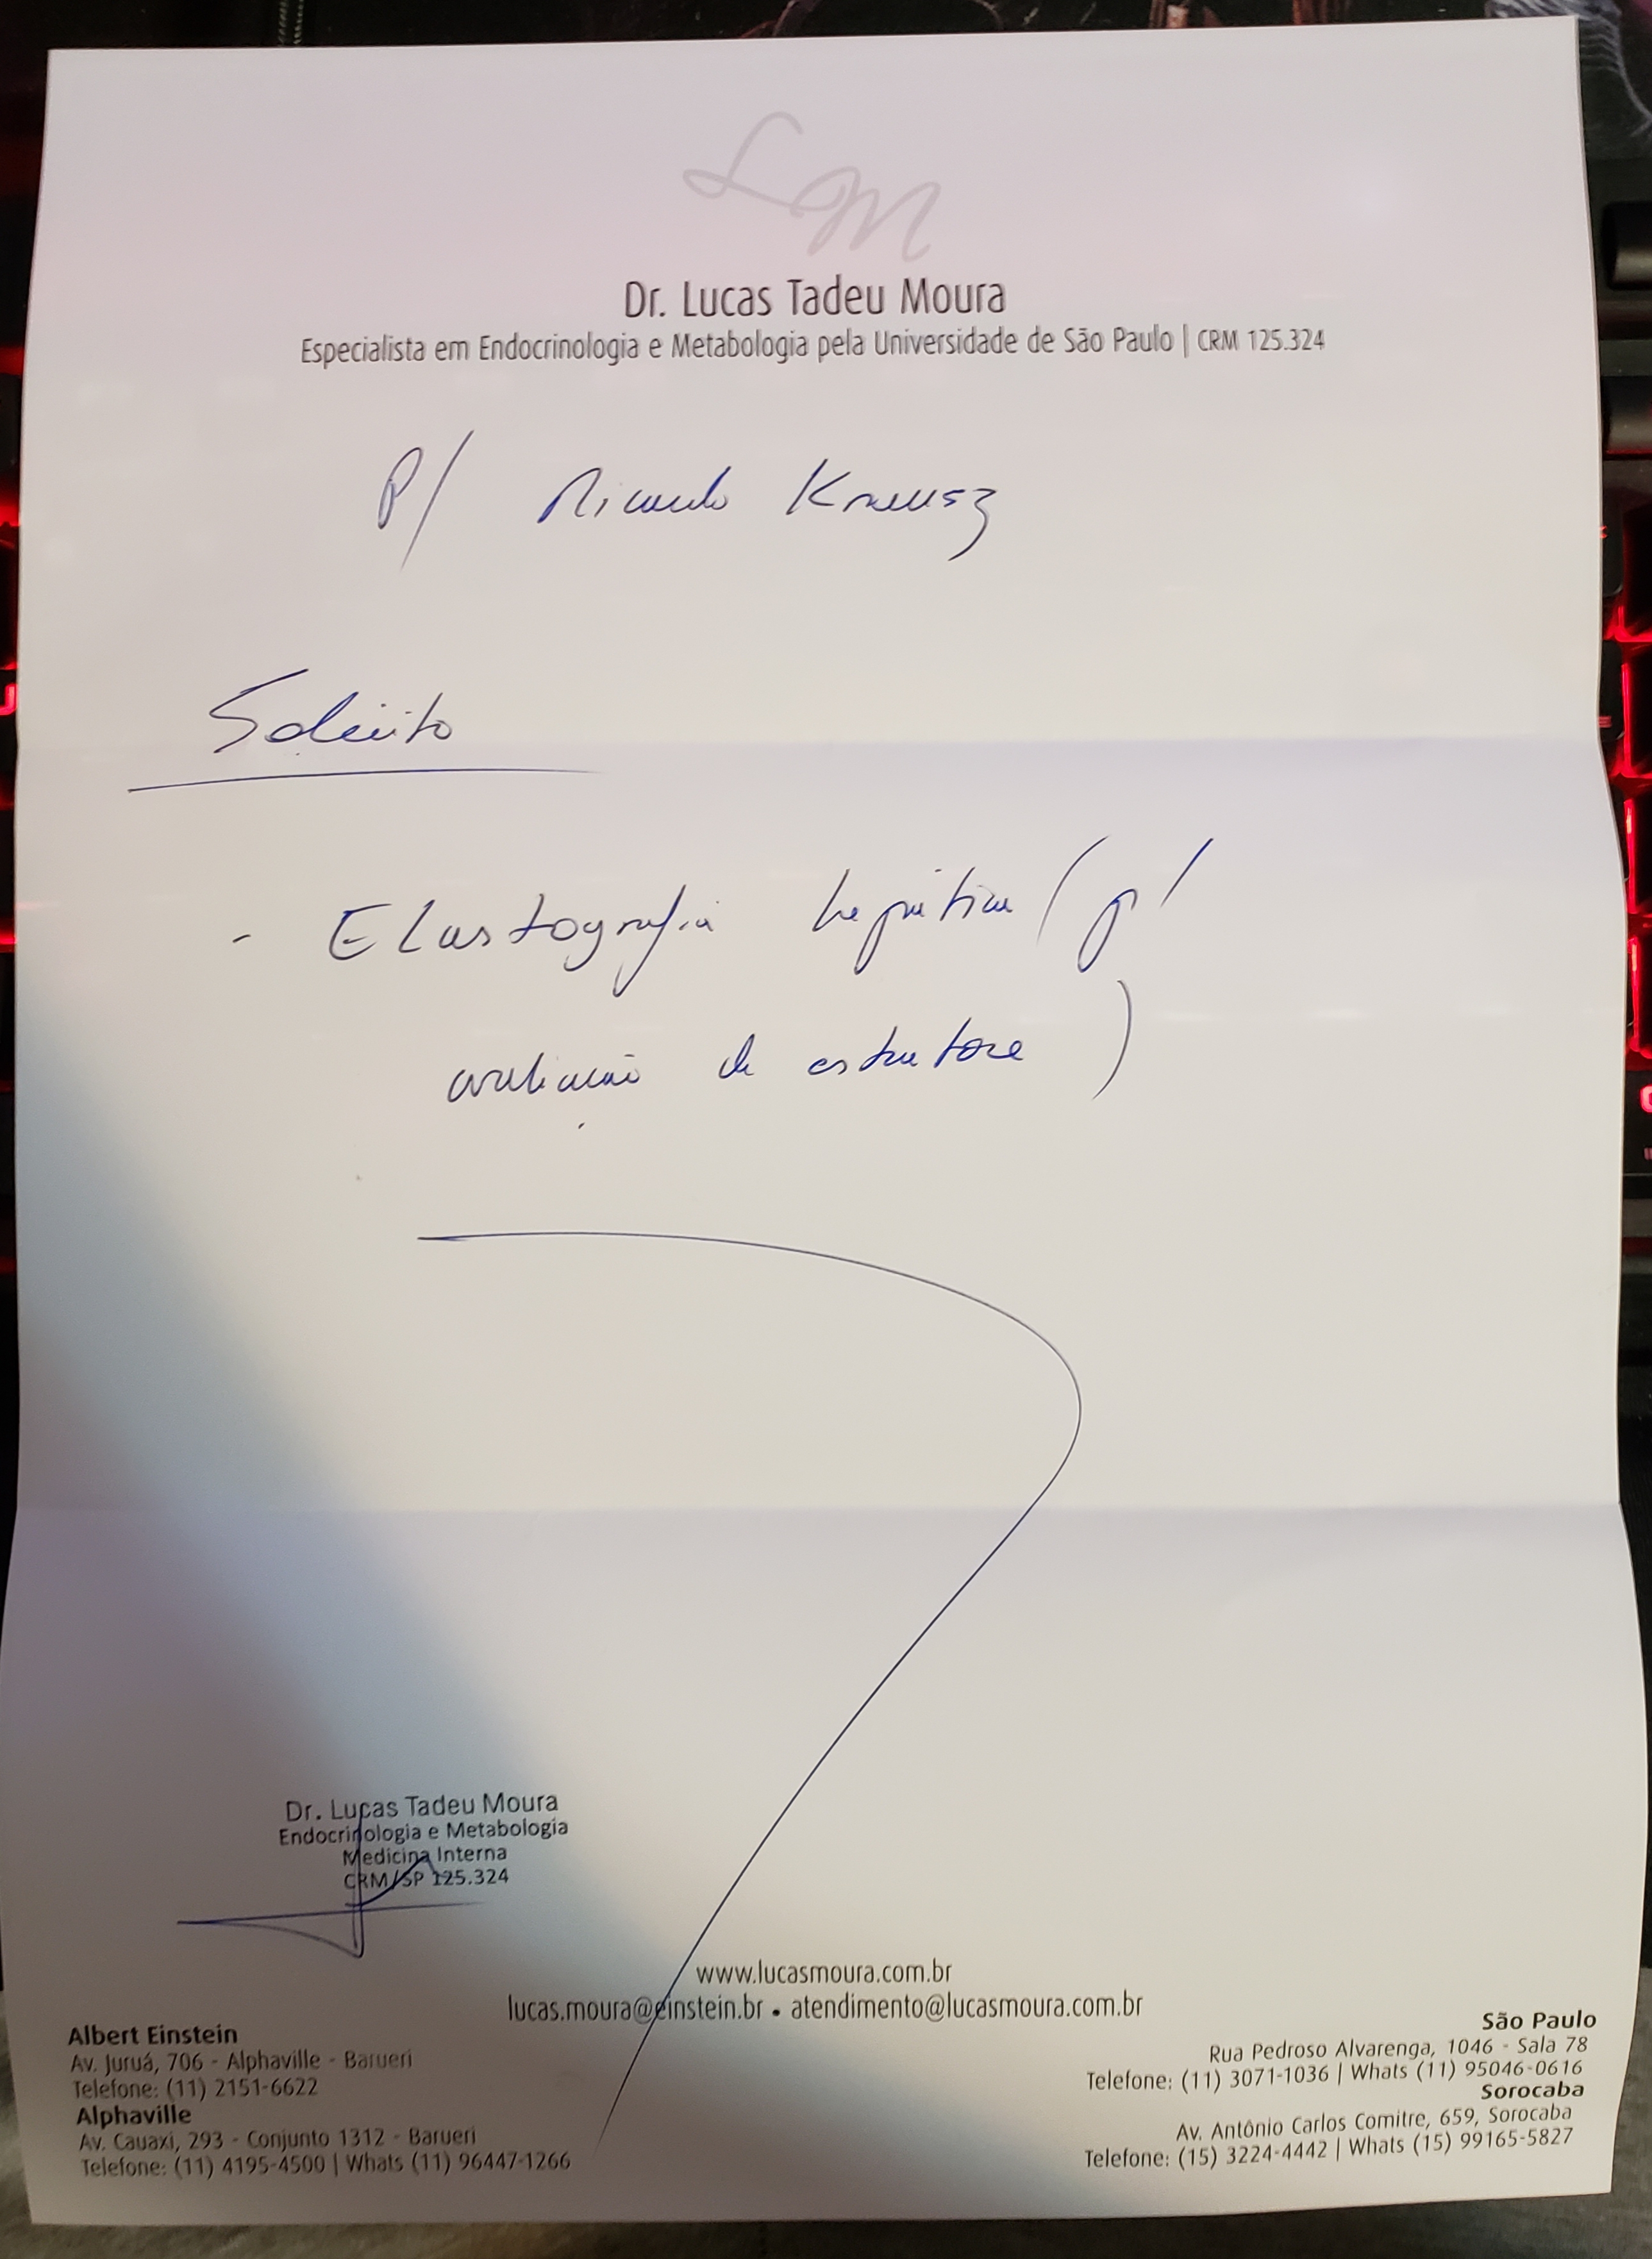 LM
Dr. Lucas Tadeu Moura
Especialista em Endocrinologia e Metabologia pela Universidade de São Paulo | CRM 125.324
P/ Ricardo
Solicito
- Elastografia hepática (p/
avaliação de esteatose)
Dr. Lucas Tadeu Moura
Endocrinologia e Metabologia
Medicina Interna
CRM/SP 125.324
www.lucasmoura.com.br
lucas.moura@einstein.br • atendimento@lucasmoura.com.br
Albert Einstein
Av. Juruá, 706 - Alphaville - Barueri
Telefone: (11) 2151-6622
Alphaville
Av. Cauaxi, 293 - Conjunto 1312 - Barueri
Telefone: (11) 4195-4500 | Whats (11) 96447-1266
São Paulo
Rua Pedroso Alvarenga, 1046 - Sala 78
Telefone: (11) 3071-1036 | Whats (11) 95046-0616
Sorocaba
Av. Antônio Carlos Comitre, 659, Sorocaba
Telefone: (15) 3224-4442 | Whats (15) 99165-5827